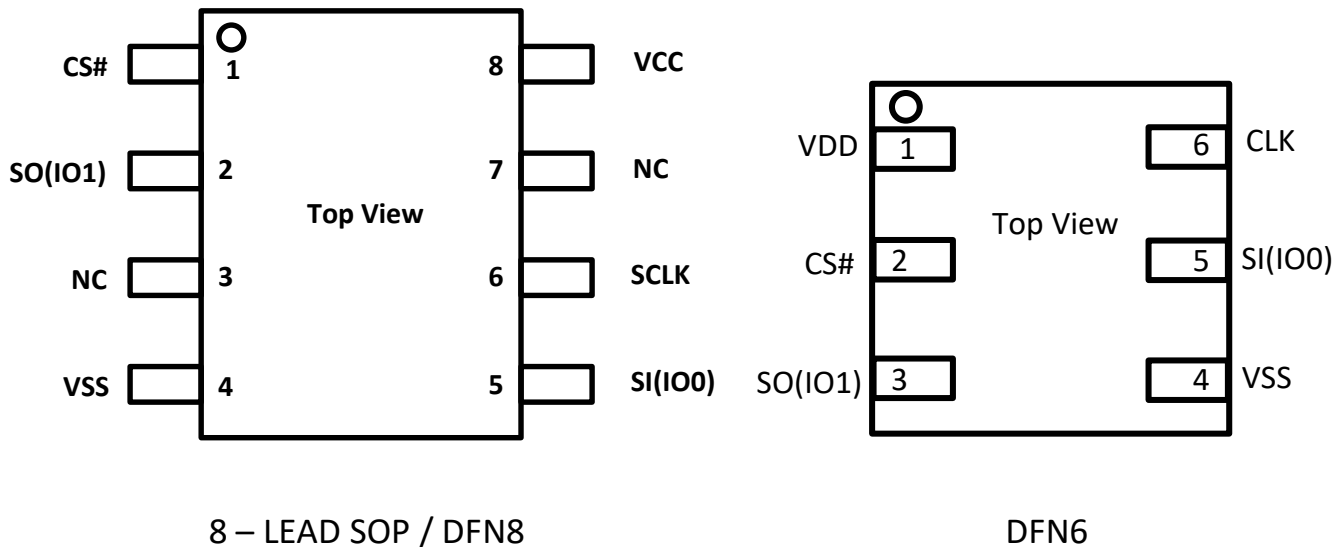 CS# 1 8 VCC
SO(IO1) 2 7 NC
Top View
NC 3 6 SCLK
VSS 4 5 SI(IO0)
8 – LEAD SOP / DFN8
VDD 1 6 CLK
Top View
CS# 2 5 SI(IO0)
SO(IO1) 3 4 VSS
DFN6